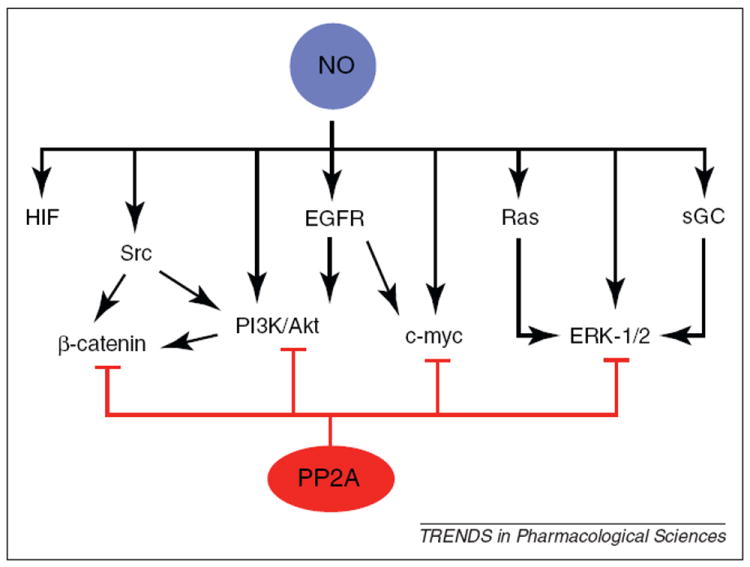 NO
HIF
EGFR
Ras
sGC
Src
PI3K/Akt
β-catenin
c-myc
ERK-1/2
PP2A
TRENDS in Pharmacological Sciences